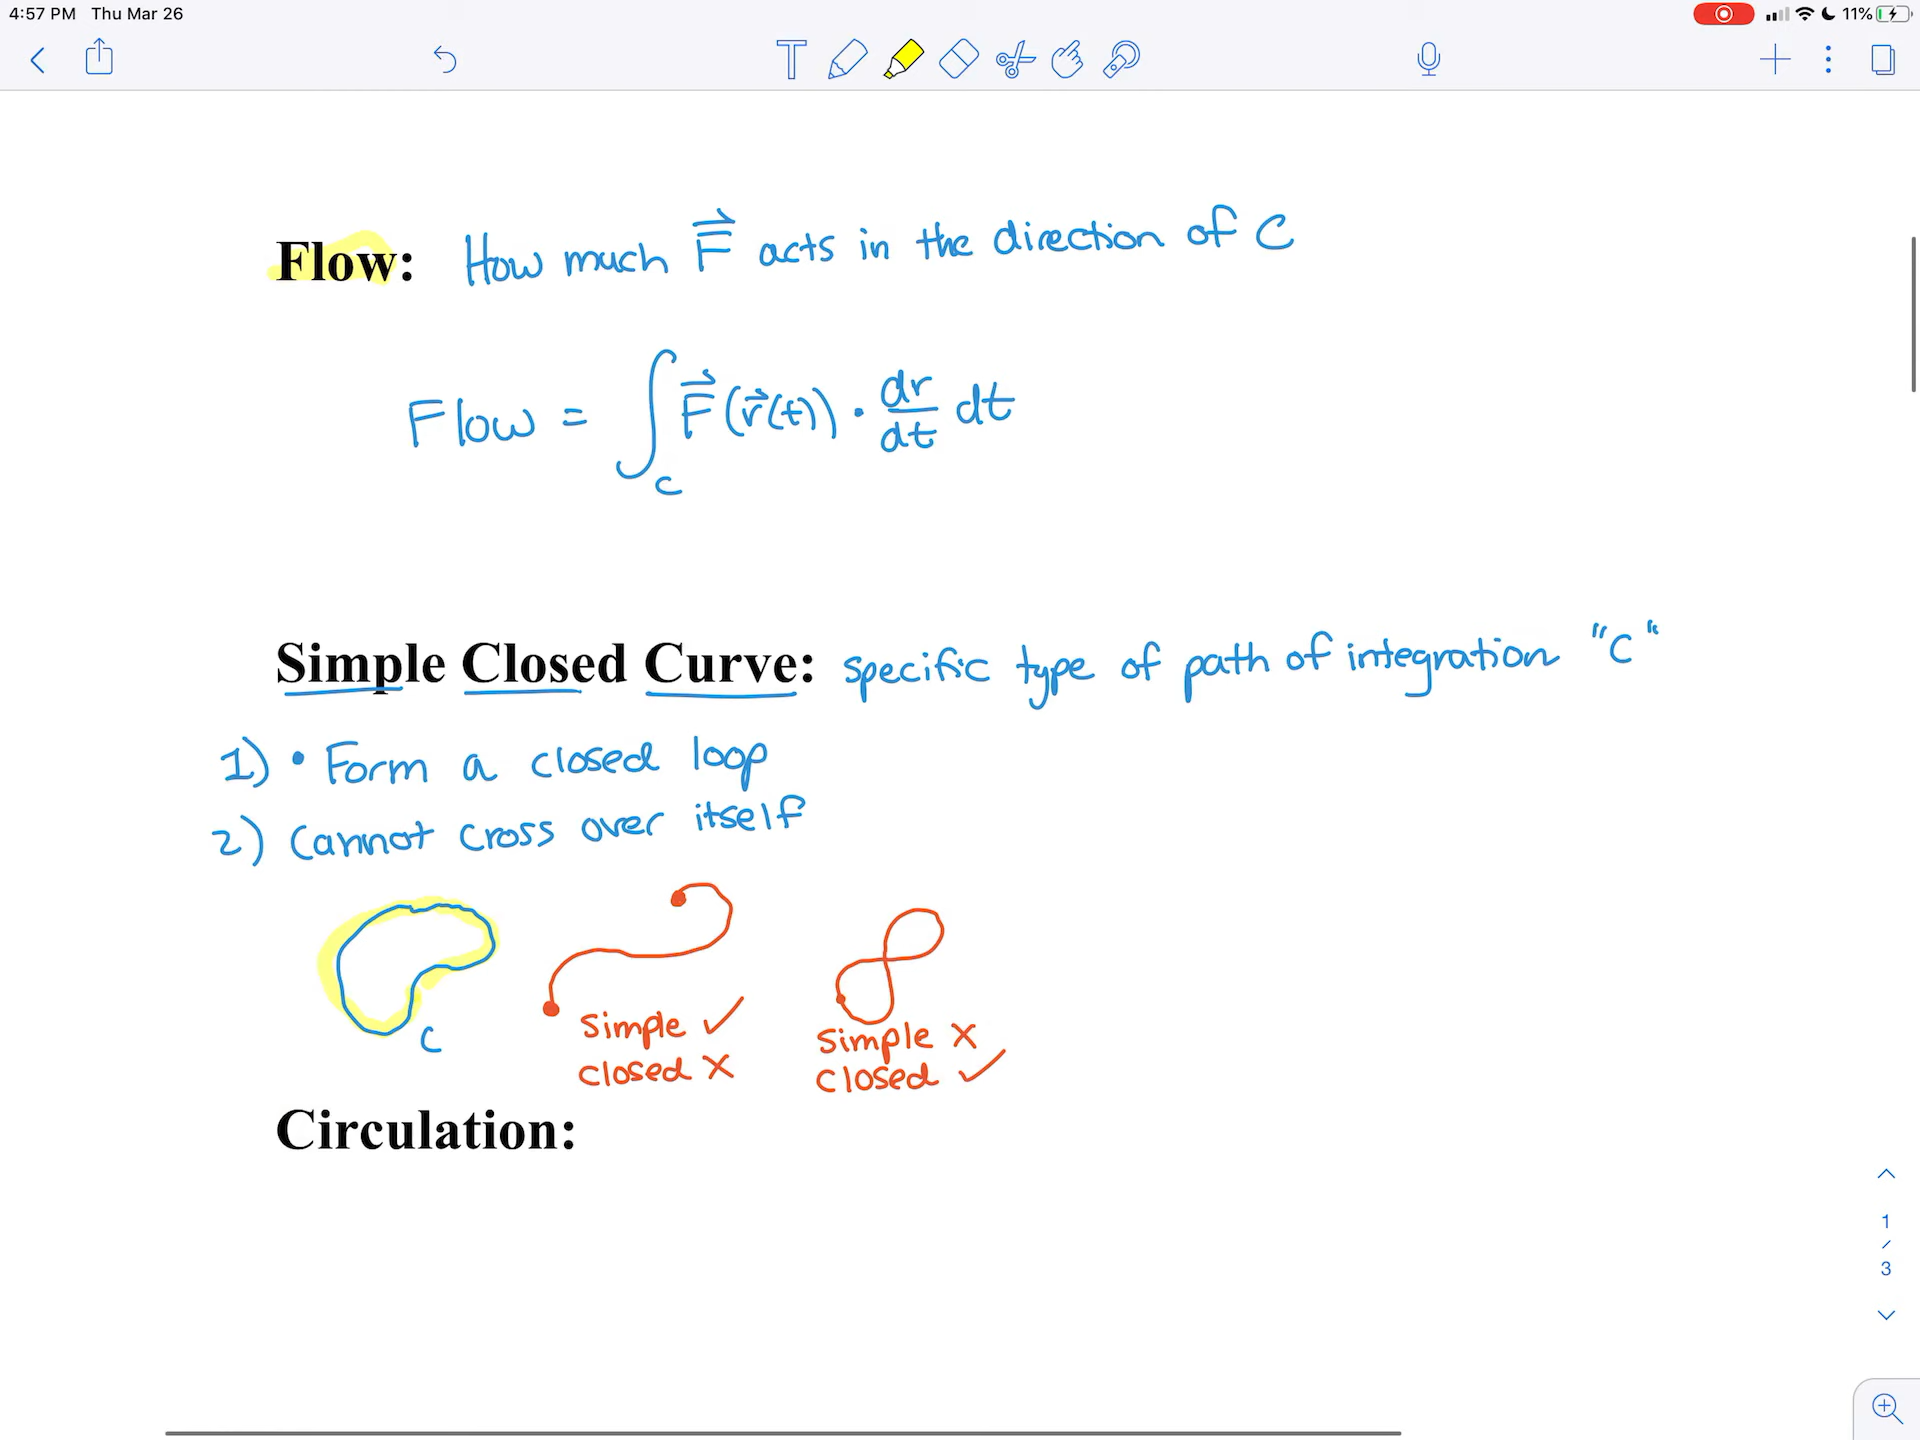 4:57 PM Thu Mar 26 11%
T
Flow: How much F⃗ acts in the direction of C
Flow = ∫_C F⃗(r⃗(t)) · dr/dt dt
Simple Closed Curve: specific type of path of integration "C"
1) • Form a closed loop
2) Cannot cross over itself
C
simple ✓
closed X
simple X
closed ✓
Circulation:
1
/
3